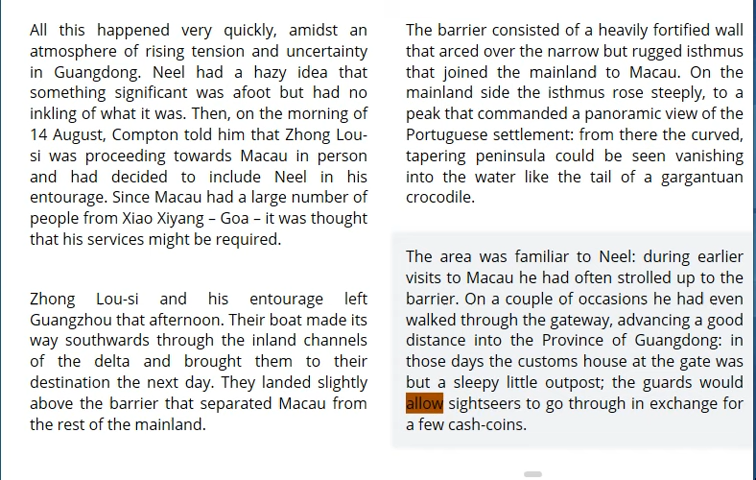 All this happened very quickly, amidst an
atmosphere of rising tension and uncertainty
in Guangdong. Neel had a hazy idea that
something significant was afoot but had no
inkling of what it was. Then, on the morning of
14 August, Compton told him that Zhong Lou-
si was proceeding towards Macau in person
and had decided to include Neel in his
entourage. Since Macau had a large number of
people from Xiao Xiyang – Goa – it was thought
that his services might be required.
Zhong Lou-si and his entourage left
Guangzhou that afternoon. Their boat made its
way southwards through the inland channels
of the delta and brought them to their
destination the next day. They landed slightly
above the barrier that separated Macau from
the rest of the mainland.
The barrier consisted of a heavily fortified wall
that arced over the narrow but rugged isthmus
that joined the mainland to Macau. On the
mainland side the isthmus rose steeply, to a
peak that commanded a panoramic view of the
Portuguese settlement: from there the curved,
tapering peninsula could be seen vanishing
into the water like the tail of a gargantuan
crocodile.
The area was familiar to Neel: during earlier
visits to Macau he had often strolled up to the
barrier. On a couple of occasions he had even
walked through the gateway, advancing a good
distance into the Province of Guangdong: in
those days the customs house at the gate was
but a sleepy little outpost; the guards would
allow sightseers to go through in exchange for
a few cash-coins.